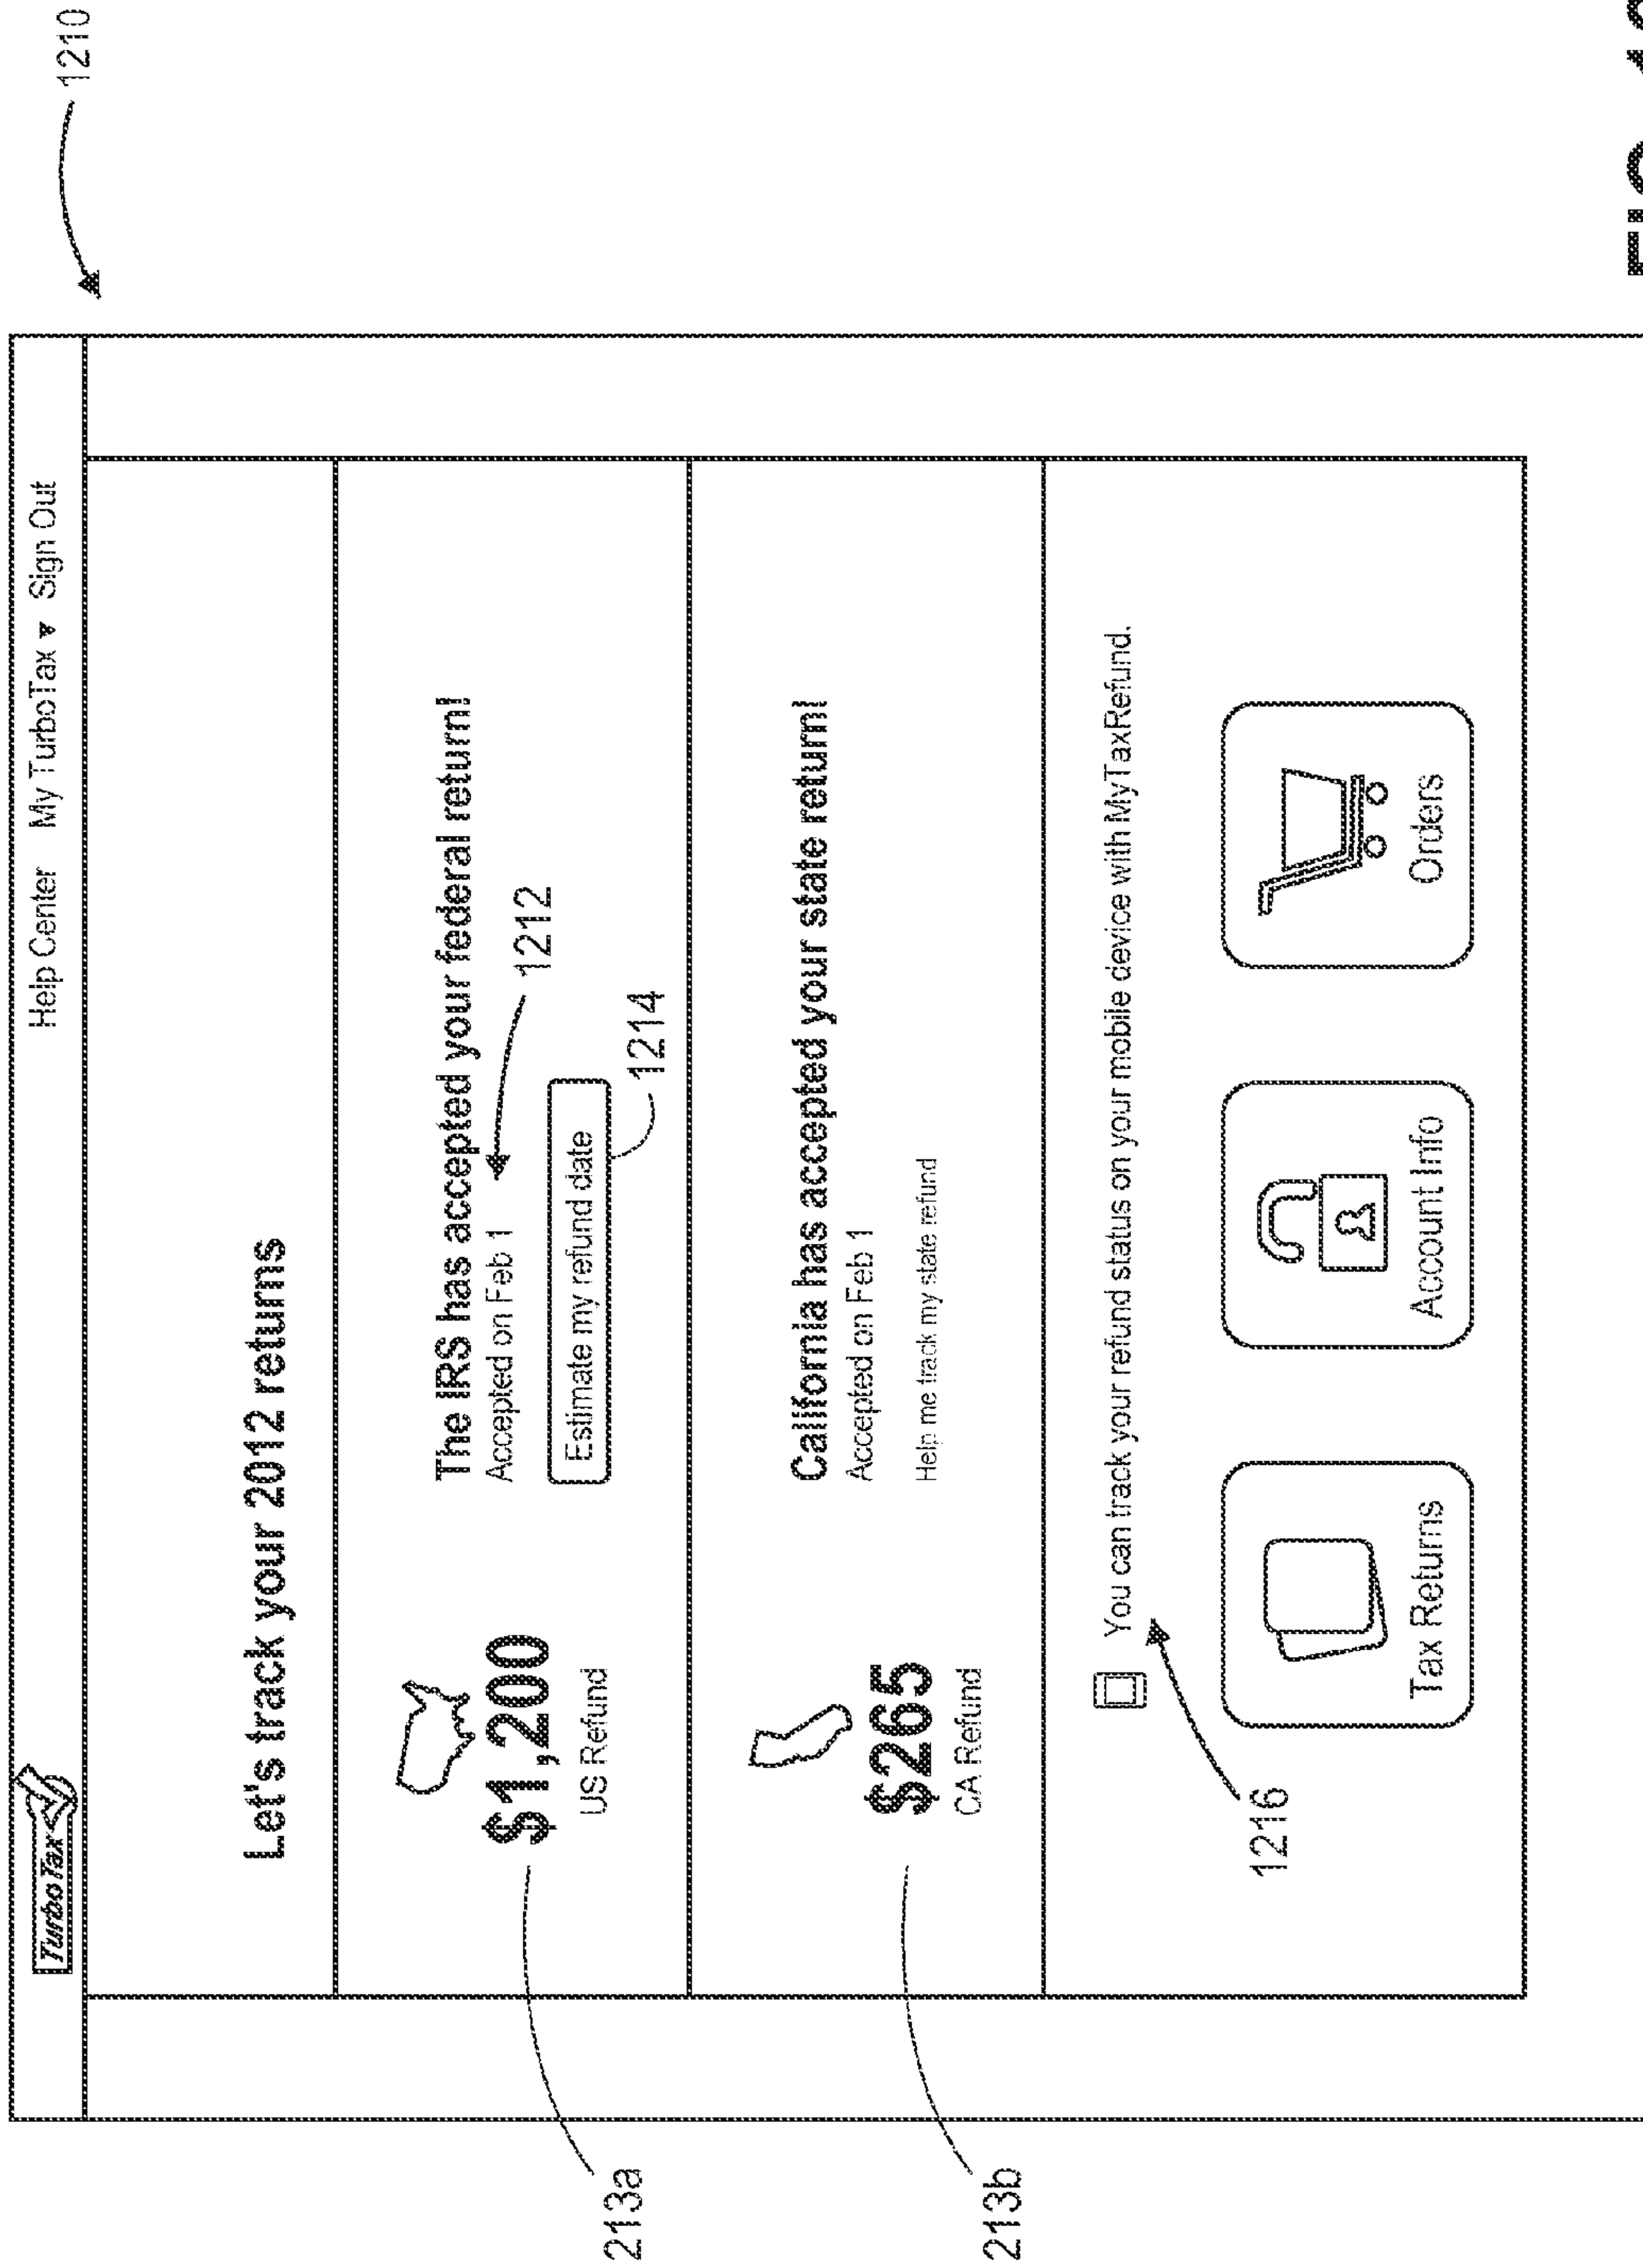 1210
TurboTax
Help Center My TurboTax ▾ Sign Out
Let's track your 2012 returns
213a
$1,200
US Refund
The IRS has accepted your federal return!
Accepted on Feb 1
1212
Estimate my refund date
1214
213b
$265
CA Refund
California has accepted your state return!
Accepted on Feb 1
Help me track my state refund
You can track your refund status on your mobile device with MyTaxRefund.
1216
Tax Returns
Account Info
Orders